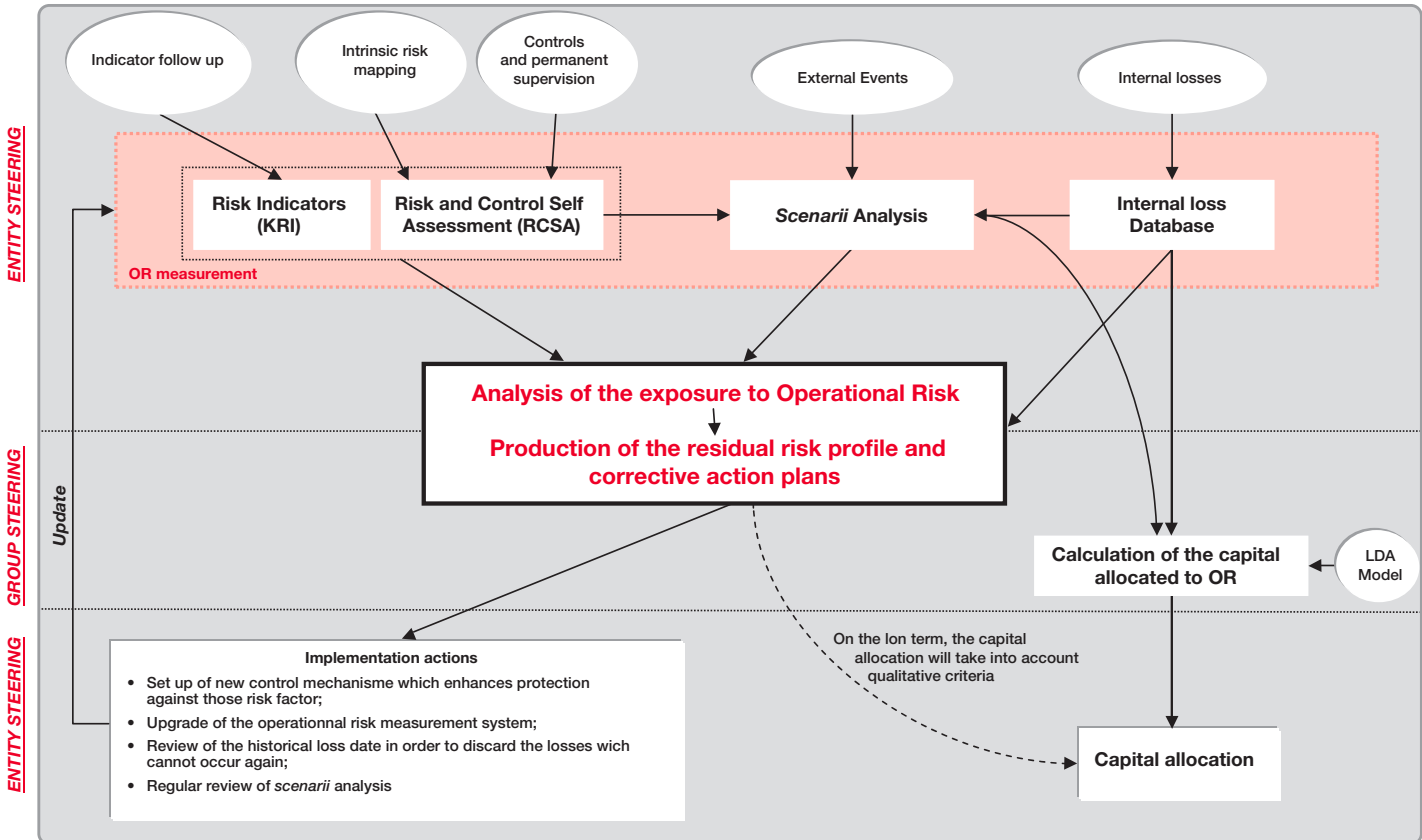 Indicator follow up
Intrinsic risk
mapping
Controls
and permanent
supervision
External Events
Internal losses
ENTITY STEERING
Risk Indicators
(KRI)
Risk and Control Self
Assessment (RCSA)
Scenarii Analysis
Internal loss
Database
OR measurement
Analysis of the exposure to Operational Risk
Production of the residual risk profile and
corrective action plans
GROUP STEERING
Update
Calculation of the capital
allocated to OR
LDA
Model
ENTITY STEERING
Implementation actions
• Set up of new control mechanisme which enhances protection
against those risk factor;
• Upgrade of the operationnal risk measurement system;
• Review of the historical loss date in order to discard the losses wich
cannot occur again;
• Regular review of scenarii analysis
On the lon term, the capital
allocation will take into account
qualitative criteria
Capital allocation